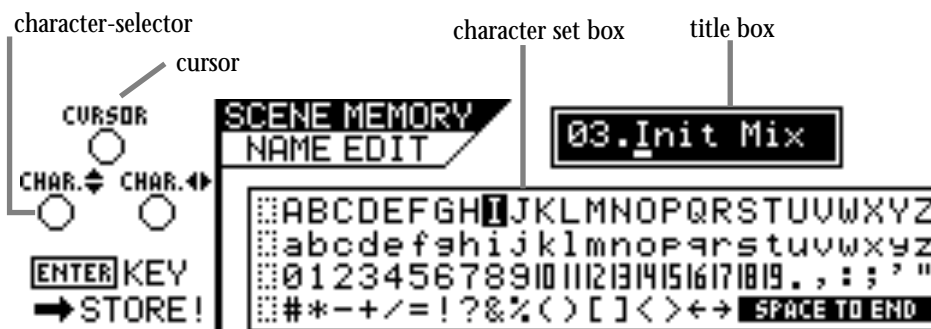 character-selector
cursor
character set box
title box
CURSOR
CHAR.⬍ CHAR.◀▶
ENTER KEY
➡STORE!
SCENE MEMORY
NAME EDIT
03.Init Mix
ABCDEFGHIJKLMNOPQRSTUVWXYZ
abcdefghijklmnopqrstuvwxyz
012345678910111213141516171819.,:;'"
#*-+/=!?&%()[]<>←→ SPACE TO END